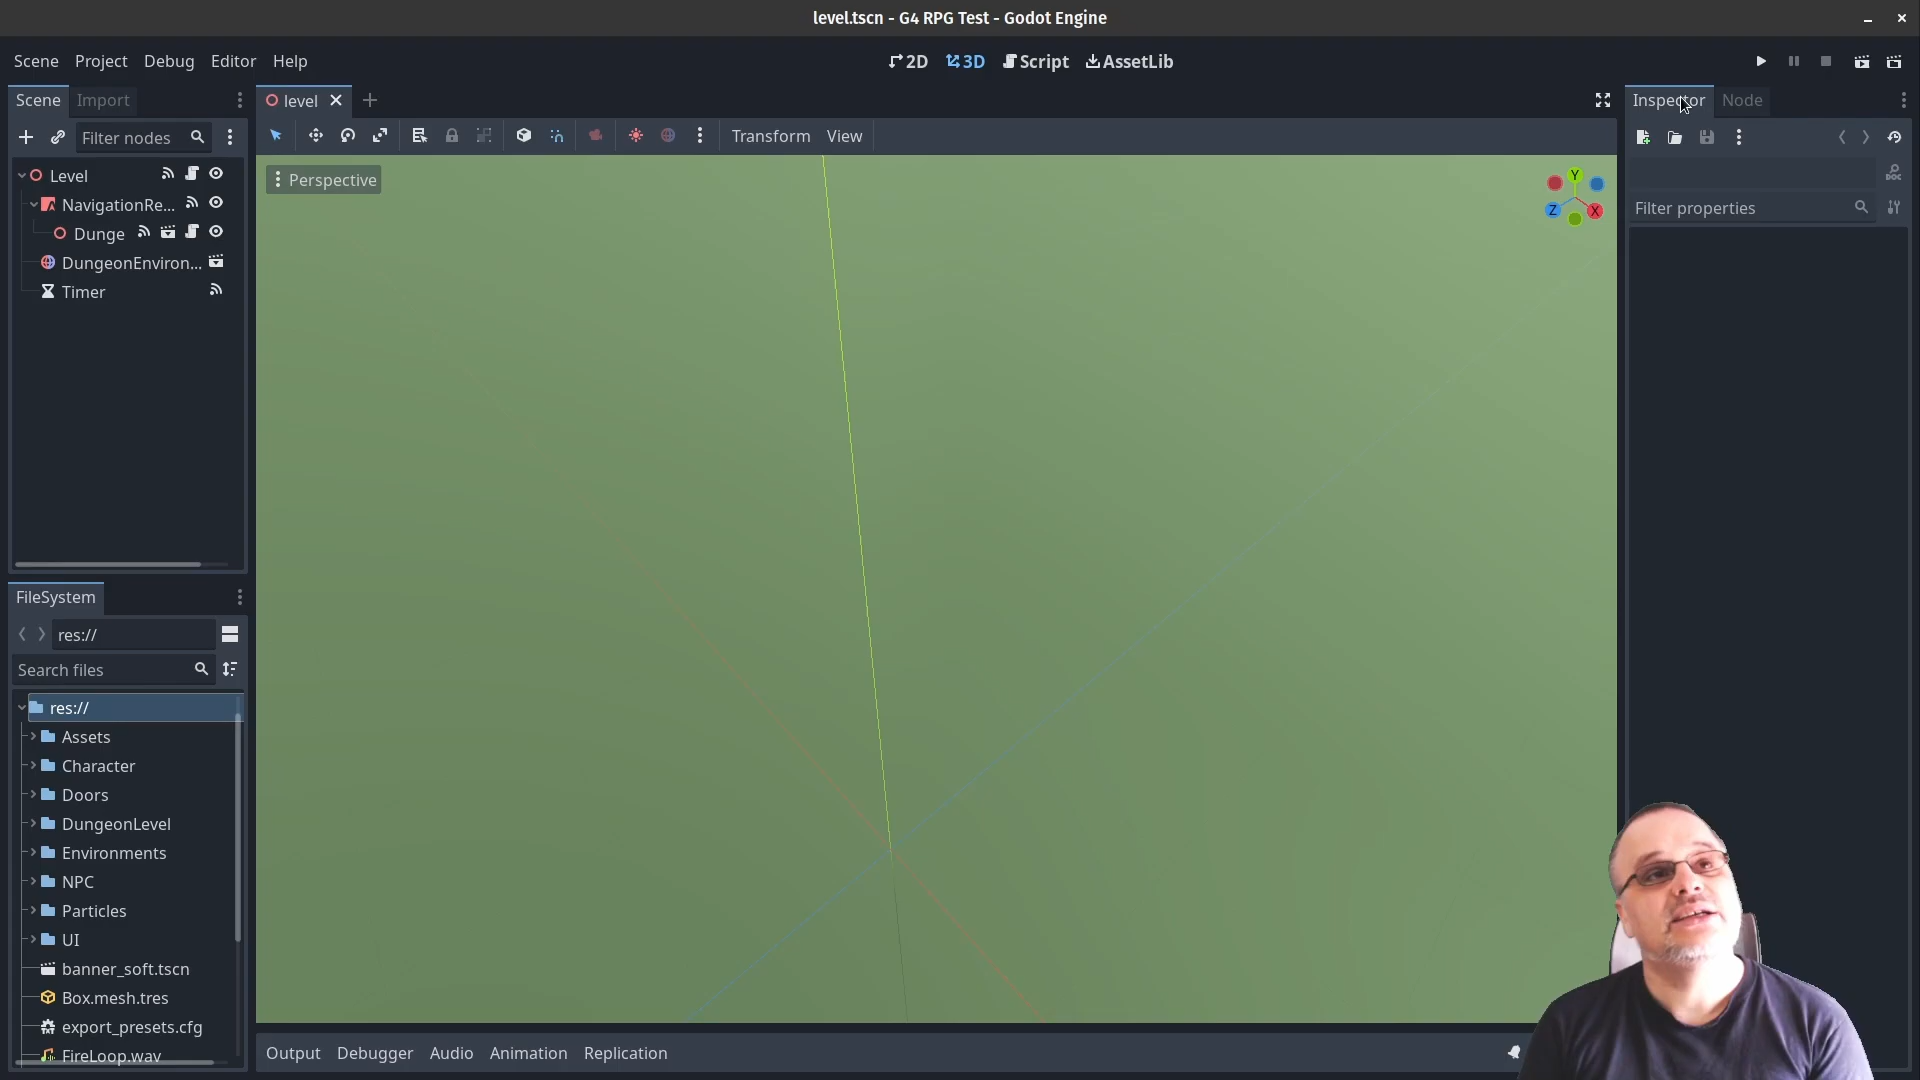 level.tscn - G4 RPG Test - Godot Engine
Scene Project Debug Editor Help
2D 3D Script AssetLib
Scene Import
level
Inspector Node
Filter nodes
Transform View
Perspective
Y
Z X
DOC
Filter properties
Level
NavigationRe...
Dunge
DungeonEnviron...
Timer
FileSystem
res://
Search files
res://
Assets
Character
Doors
DungeonLevel
Environments
NPC
Particles
UI
banner_soft.tscn
Box.mesh.tres
export_presets.cfg
FireLoop.wav
Output Debugger Audio Animation Replication